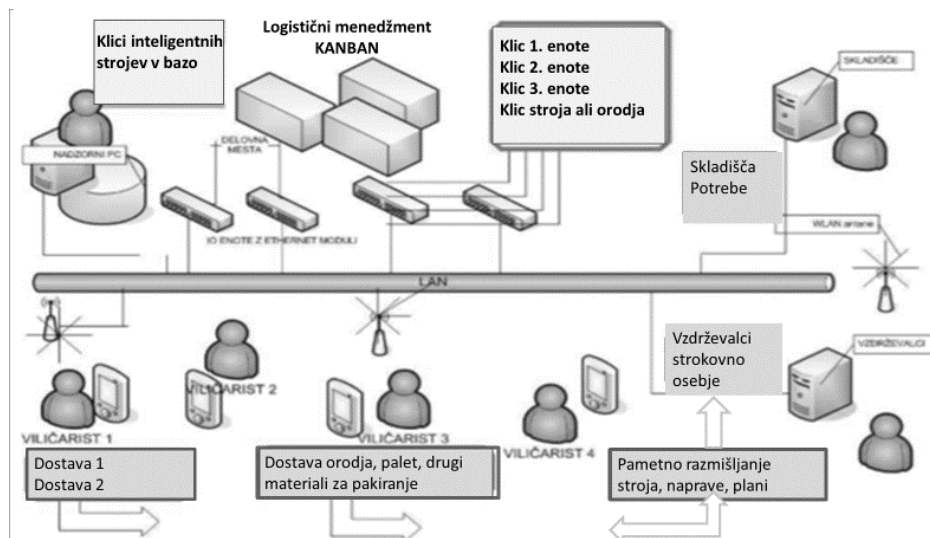 Klici inteligentnih
strojev v bazo
Logistični menedžment
KANBAN
Klic 1. enote
Klic 2. enote
Klic 3. enote
Klic stroja ali orodja
SKLADIŠČE
NADZORNI PC
DELOVNA
MESTA
Skladišča
Potrebe
WLAN antene
IO ENOTE Z ETHERNET MODULI
LAN
Vzdrževalci
strokovno
osebje
VZDRŽEVALCI
VILIČARIST 2
VILIČARIST 1
VILIČARIST 3
VILIČARIST 4
Dostava 1
Dostava 2
Dostava orodja, palet, drugi
materiali za pakiranje
Pametno razmišljanje
stroja, naprave, plani